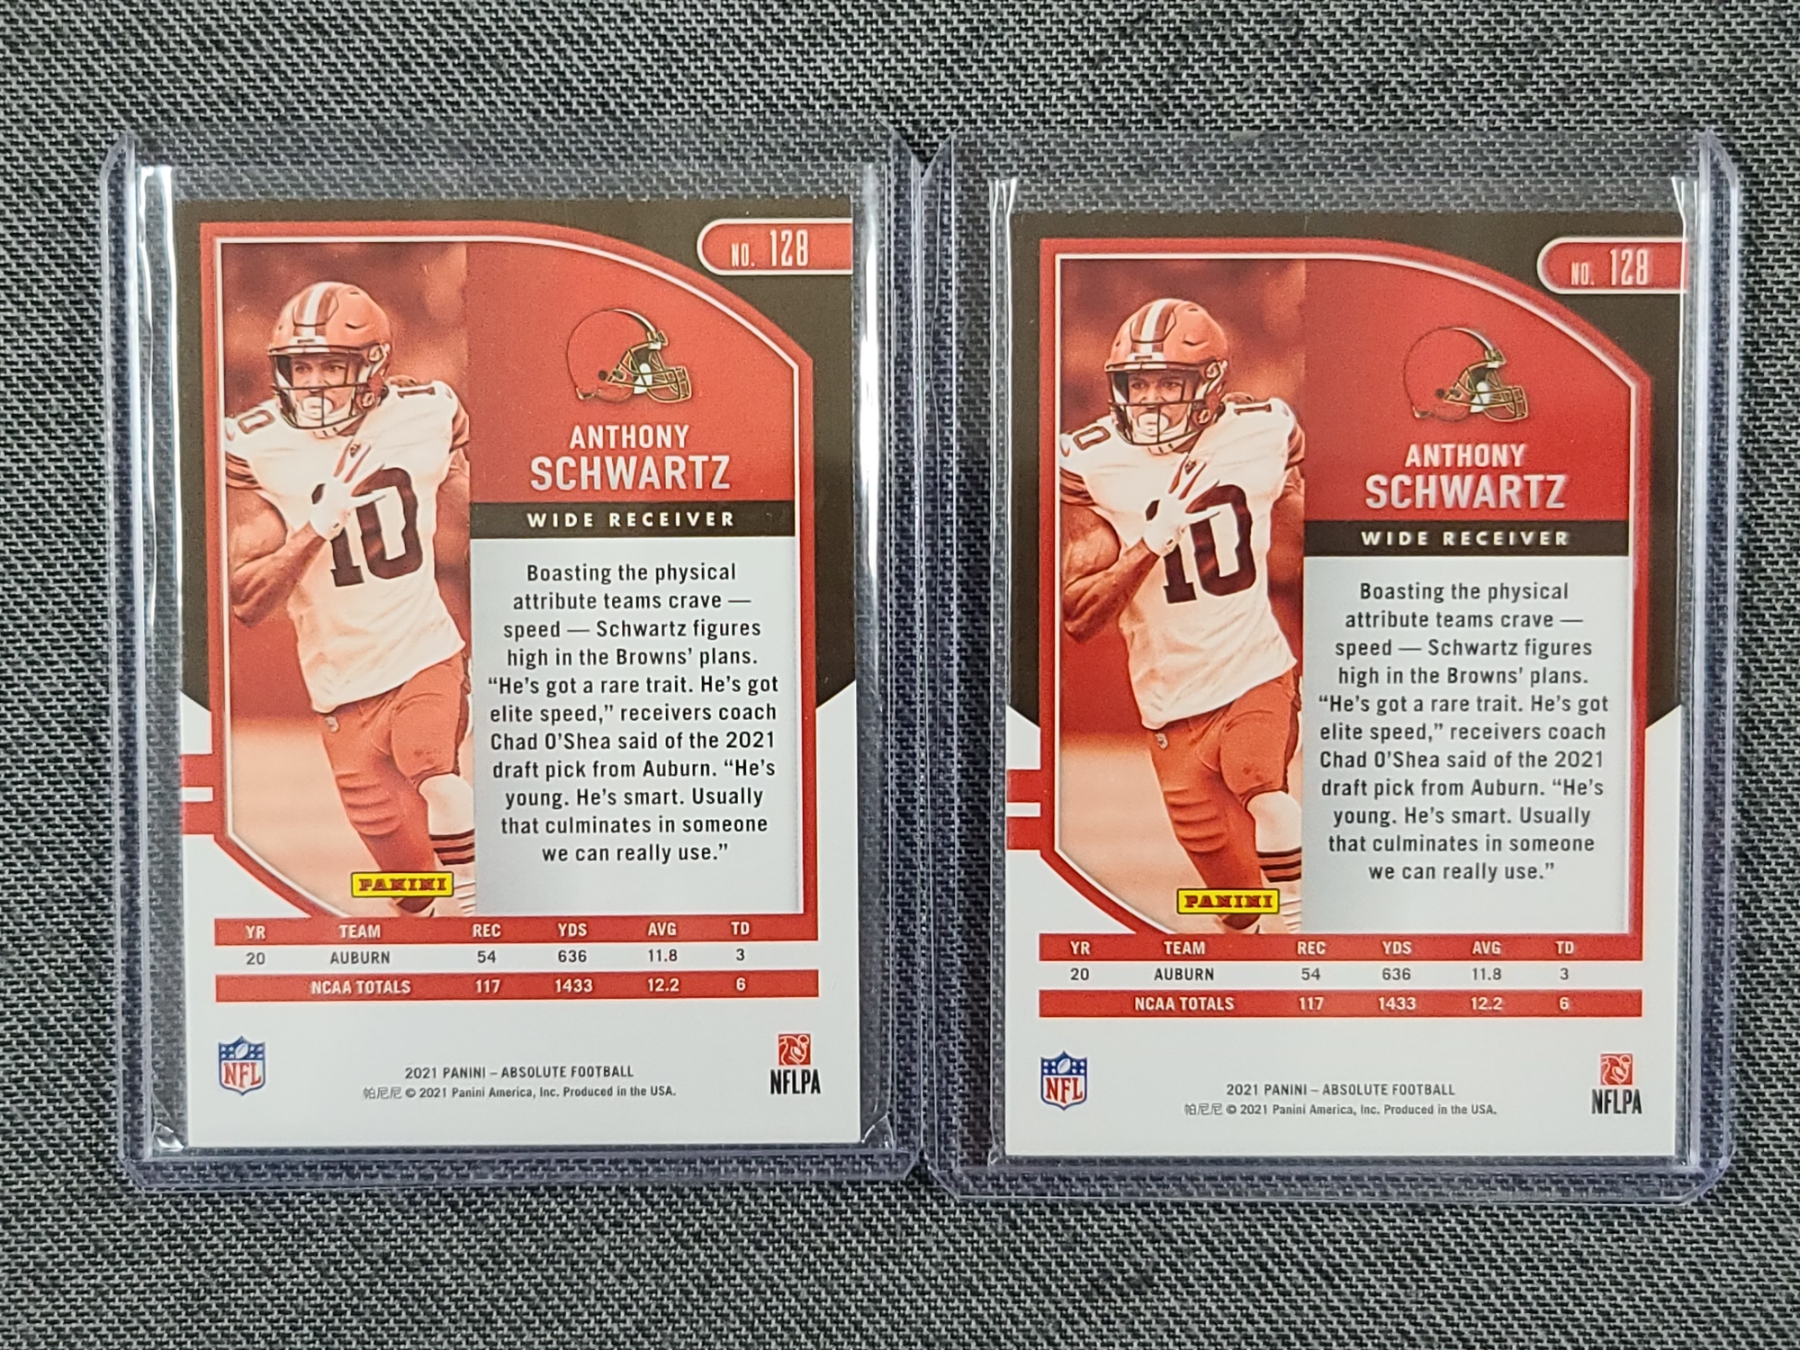 NO. 128
10
10
ANTHONY
SCHWARTZ
WIDE RECEIVER
Boasting the physical
attribute teams crave —
speed — Schwartz figures
high in the Browns' plans.
“He's got a rare trait. He's got
elite speed,” receivers coach
Chad O'Shea said of the 2021
draft pick from Auburn. “He's
young. He's smart. Usually
that culminates in someone
we can really use.”
PANINI
YR TEAM REC YDS AVG TD
20 AUBURN 54 636 11.8 3
NCAA TOTALS 117 1433 12.2 6
NFL
2021 PANINI – ABSOLUTE FOOTBALL
帕尼尼 © 2021 Panini America, Inc. Produced in the USA.
NFLPA
NO. 128
10
10
ANTHONY
SCHWARTZ
WIDE RECEIVER
Boasting the physical
attribute teams crave —
speed — Schwartz figures
high in the Browns' plans.
“He's got a rare trait. He's got
elite speed,” receivers coach
Chad O'Shea said of the 2021
draft pick from Auburn. “He's
young. He's smart. Usually
that culminates in someone
we can really use.”
PANINI
YR TEAM REC YDS AVG TD
20 AUBURN 54 636 11.8 3
NCAA TOTALS 117 1433 12.2 6
NFL
2021 PANINI – ABSOLUTE FOOTBALL
帕尼尼 © 2021 Panini America, Inc. Produced in the USA.
NFLPA